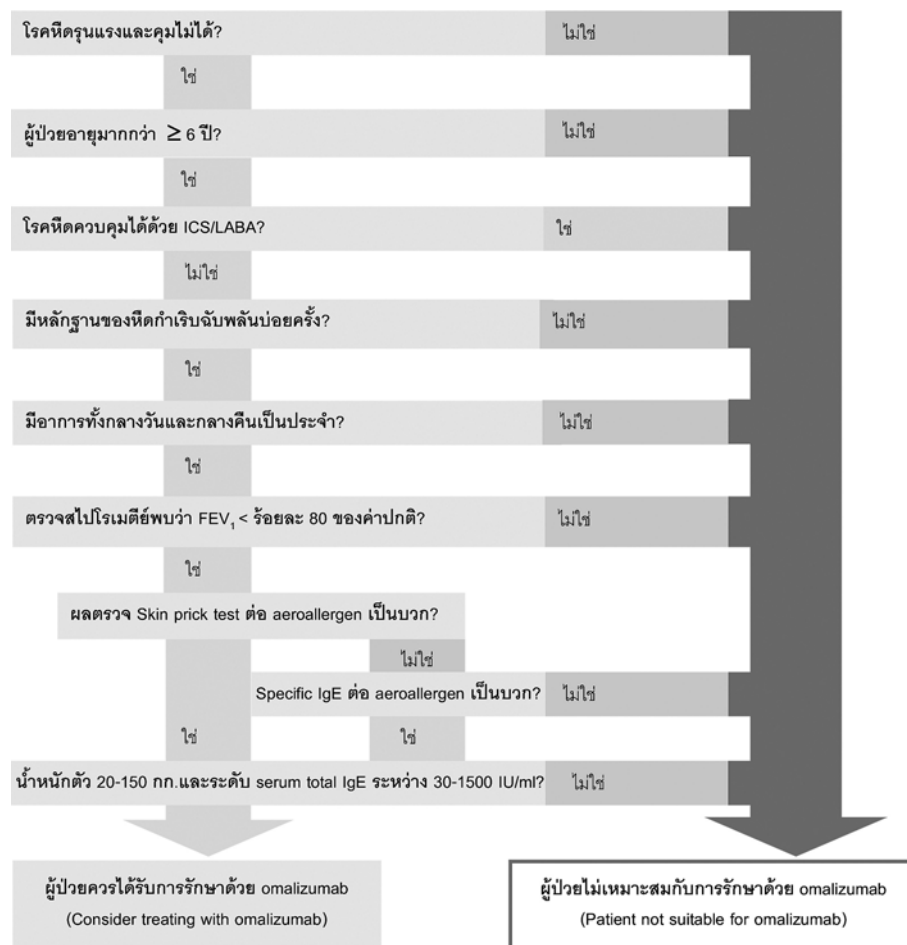 โรคหืดรุนแรงและคุมไม่ได้? ไม่ใช่
ใช่
ผู้ป่วยอายุมากกว่า ≥ 6 ปี? ไม่ใช่
ใช่
โรคหืดควบคุมได้ด้วย ICS/LABA? ใช่
ไม่ใช่
มีหลักฐานของหืดกำเริบฉับพลันบ่อยครั้ง? ไม่ใช่
ใช่
มีอาการทั้งกลางวันและกลางคืนเป็นประจำ? ไม่ใช่
ใช่
ตรวจสไปโรเมตีย์พบว่า FEV₁ < ร้อยละ 80 ของค่าปกติ? ไม่ใช่
ใช่
ผลตรวจ Skin prick test ต่อ aeroallergen เป็นบวก?
ไม่ใช่
Specific IgE ต่อ aeroallergen เป็นบวก? ไม่ใช่
ใช่ ใช่
น้ำหนักตัว 20-150 กก.และระดับ serum total IgE ระหว่าง 30-1500 IU/ml? ไม่ใช่
ผู้ป่วยควรได้รับการรักษาด้วย omalizumab
(Consider treating with omalizumab)
ผู้ป่วยไม่เหมาะสมกับการรักษาด้วย omalizumab
(Patient not suitable for omalizumab)